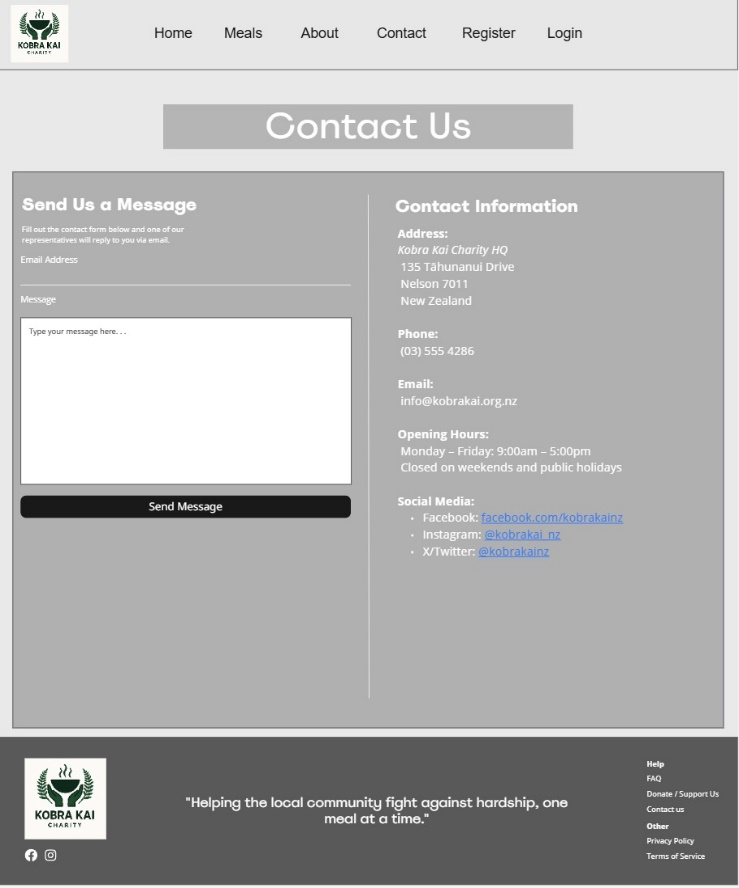 KOBRA KAI
CHARITY
Home Meals About Contact Register Login
Contact Us
Send Us a Message
Fill out the contact form below and one of our
representatives will reply to you via email.
Email Address
Message
Type your message here. . .
Send Message
Contact Information
Address:
Kobra Kai Charity HQ
135 Tāhunanui Drive
Nelson 7011
New Zealand
Phone:
(03) 555 4286
Email:
info@kobrakai.org.nz
Opening Hours:
Monday – Friday: 9:00am – 5:00pm
Closed on weekends and public holidays
Social Media:
• Facebook: facebook.com/kobrakainz
• Instagram: @kobrakai_nz
• X/Twitter: @kobrakainz
KOBRA KAI
CHARITY
"Helping the local community fight against hardship, one
meal at a time."
Help
FAQ
Donate / Support Us
Contact us
Other
Privacy Policy
Terms of Service